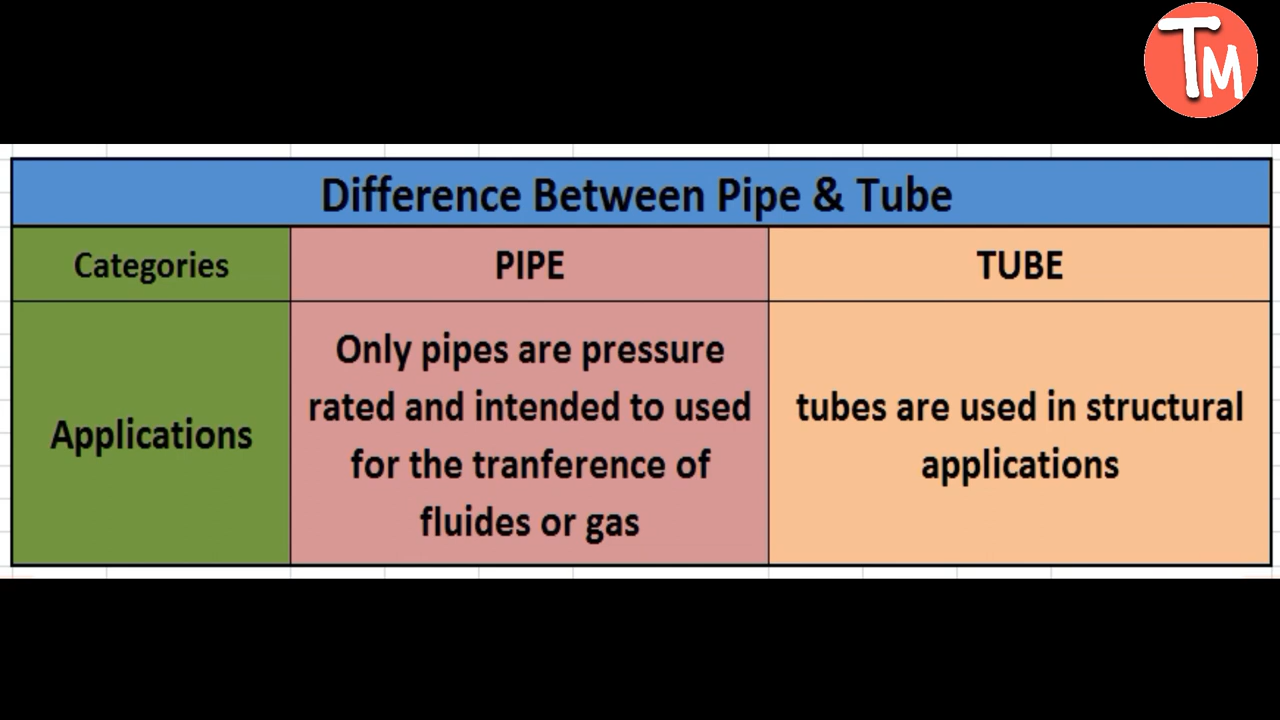 TM
Difference Between Pipe & Tube
Categories
PIPE
TUBE
Applications
Only pipes are pressure
rated and intended to used
for the tranference of
fluides or gas
tubes are used in structural
applications